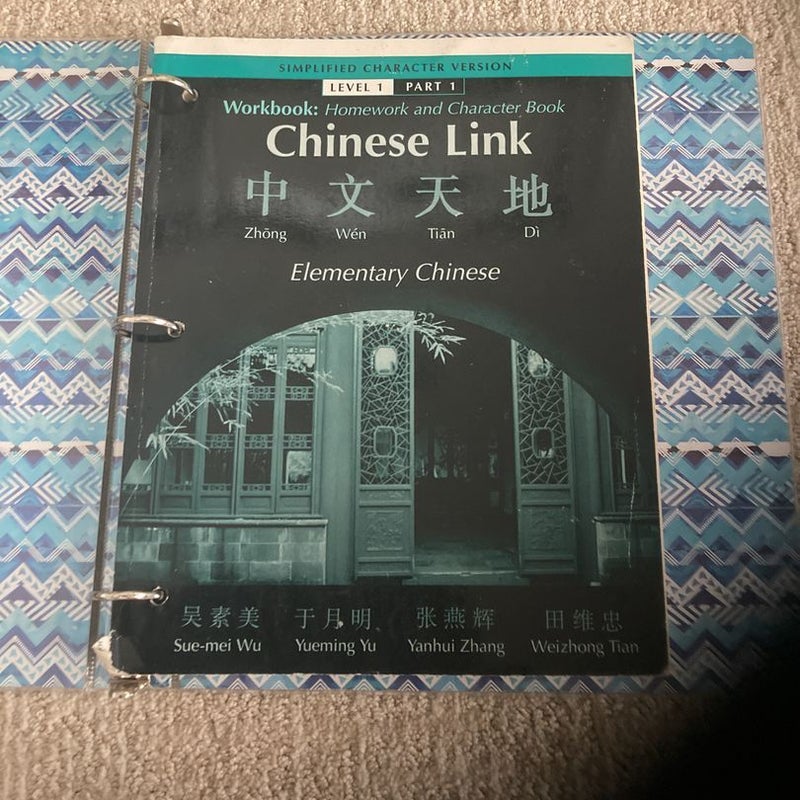 SIMPLIFIED CHARACTER VERSION
LEVEL 1 PART 1
Workbook: Homework and Character Book
Chinese Link
中文天地
Zhōng Wén Tiān Dì
Elementary Chinese
吴素美 于月明 张燕辉 田维忠
Sue-mei Wu Yueming Yu Yanhui Zhang Weizhong Tian